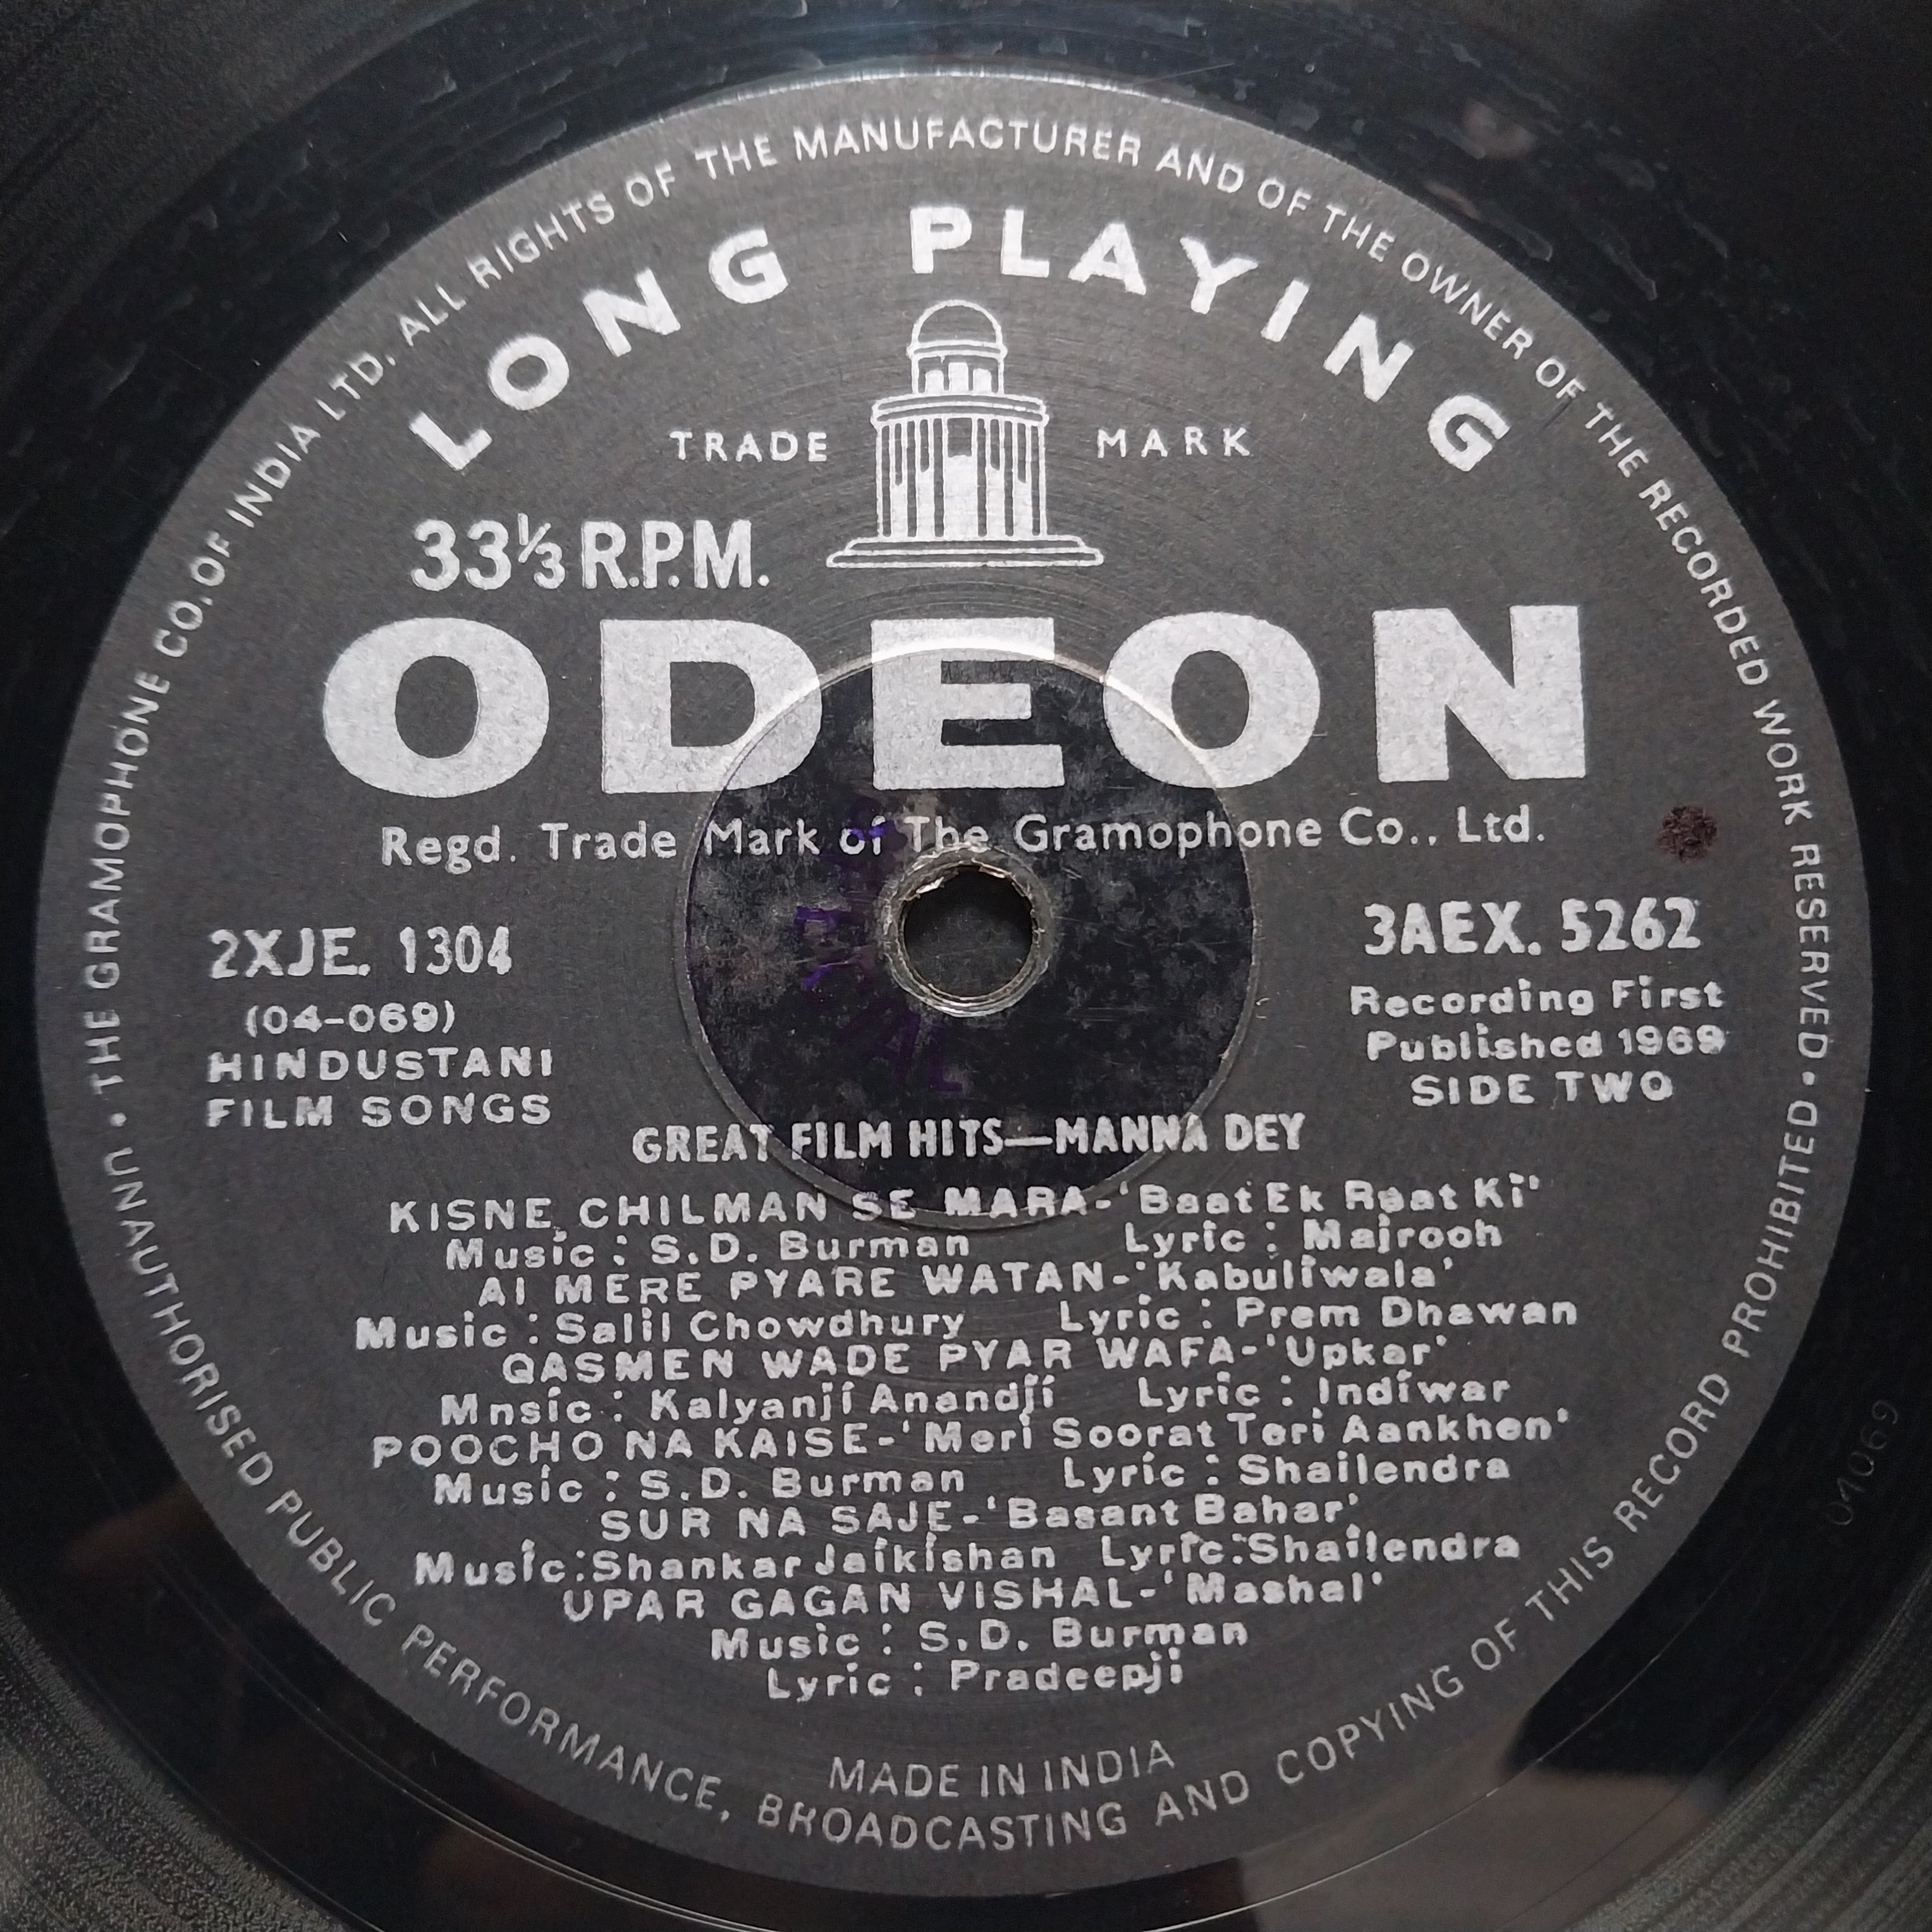 THE GRAMOPHONE CO. OF INDIA LTD. ALL RIGHTS OF THE MANUFACTURER AND OF THE OWNER OF THE RECORDED WORK RESERVED •
LONG PLAYING
TRADE MARK
33⅓ R.P.M.
ODEON
Regd. Trade Mark of The Gramophone Co., Ltd.
2XJE. 1304
(04-069)
HINDUSTANI
FILM SONGS
3AEX. 5262
Recording First
Published 1969
SIDE TWO
GREAT FILM HITS—MANNA DEY
KISNE CHILMAN SE MARA-'Baat Ek Raat Ki'
Music : S.D. Burman Lyric : Majrooh
AI MERE PYARE WATAN-'Kabuliwala'
Music : Salil Chowdhury Lyric : Prem Dhawan
QASMEN WADE PYAR WAFA-'Upkar'
Mnsic : Kalyanji Anandji Lyric : Indiwar
POOCHO NA KAISE-'Meri Soorat Teri Aankhen'
Music : S.D. Burman Lyric : Shailendra
SUR NA SAJE-'Basant Bahar'
Music:Shankar Jaikishan Lyric:Shailendra
UPAR GAGAN VISHAL-'Mashal'
Music : S.D. Burman
Lyric : Pradeepji
MADE IN INDIA
UNAUTHORISED PUBLIC PERFORMANCE, BROADCASTING AND COPYING OF THIS RECORD PROHIBITED •
04069